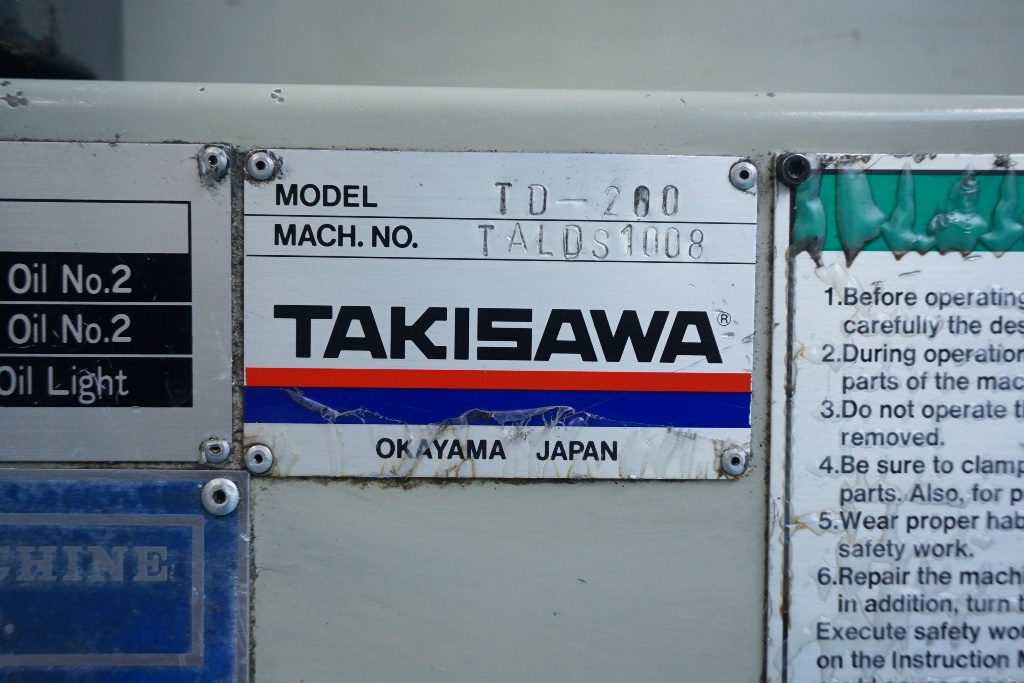 MODEL TD-200
MACH. NO. TALDS1008
TAKISAWA®
OKAYAMA JAPAN
Oil No.2
Oil No.2
Oil Light
CHINE
1.Before operating
carefully the des
2.During operation
parts of the mac
3.Do not operate th
removed.
4.Be sure to clamp
parts. Also, for p
5.Wear proper hab
safety work.
6.Repair the machi
in addition, turn t
Execute safety wor
on the Instruction M